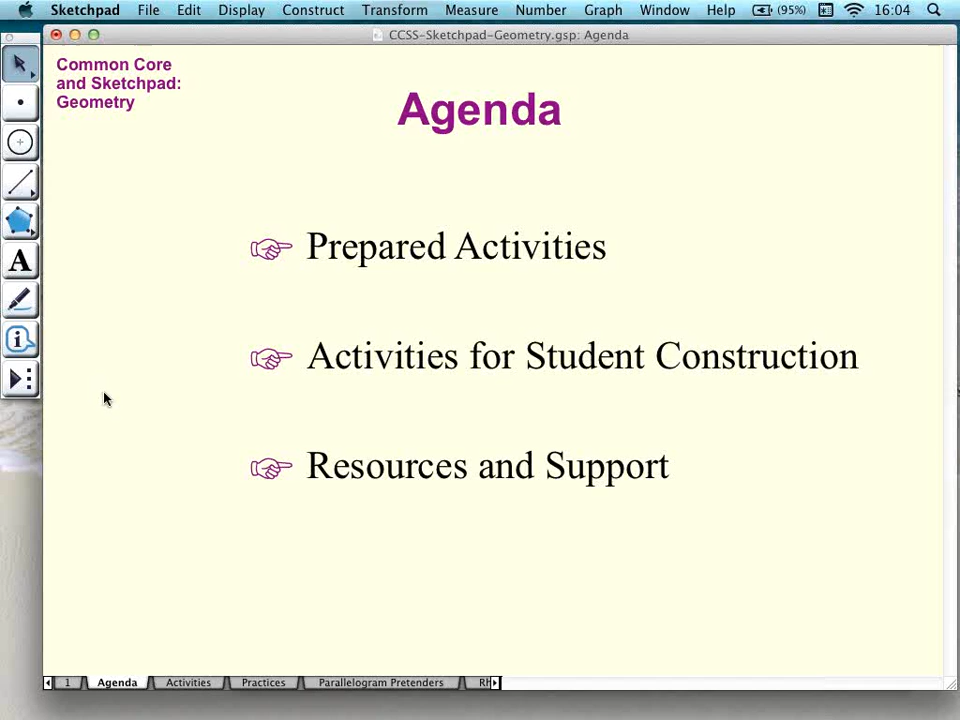 Sketchpad File Edit Display Construct Transform Measure Number Graph Window Help (95%) 16:04
CCSS-Sketchpad-Geometry.gsp: Agenda
Common Core
and Sketchpad:
Geometry
Agenda
Prepared Activities
Activities for Student Construction
Resources and Support
A
1 Agenda Activities Practices Parallelogram Pretenders Rh